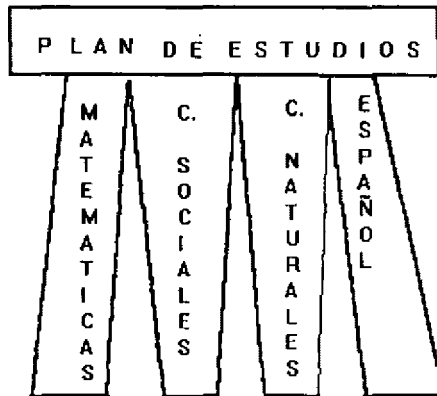 PLAN DE ESTUDIOS
MATEMATICAS
C. SOCIALES
C. NATURALES
ESPAÑOL